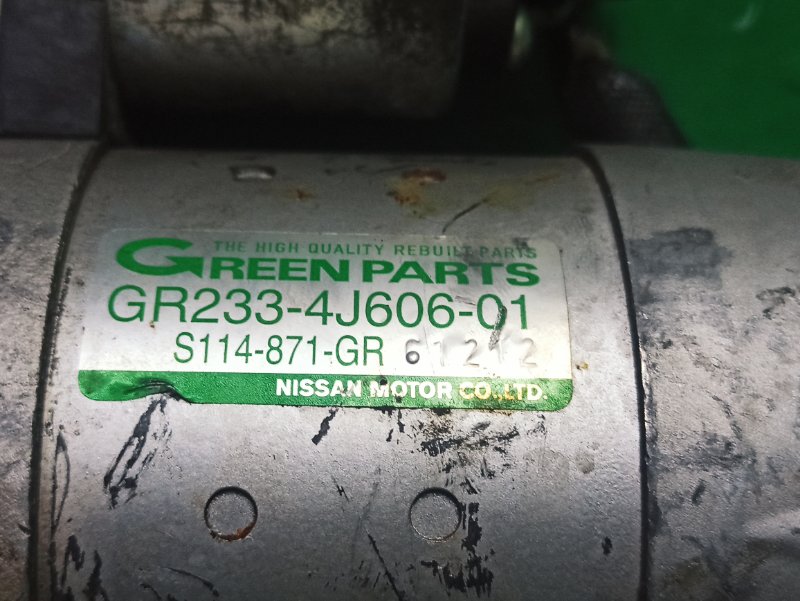 THE HIGH QUALITY REBUILT PARTS
GREEN PARTS
GR233-4J606-01
S114-871-GR 61212
NISSAN MOTOR CO.,LTD.